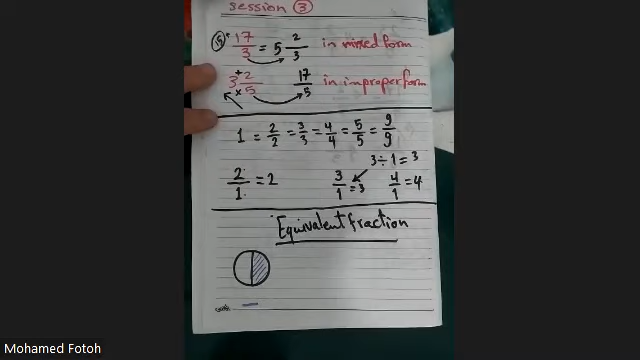 session ③
⑮ 17/3 = 5 2/3 in mixed form
3 + 2 × 5 17/5 in improper form
1 = 2/2 = 3/3 = 4/4 = 5/5 = 9/9
3 ÷ 1 = 3
2/1 = 2 3/1 = 3 4/1 = 4
Equivalent fraction
Mohamed Fotoh